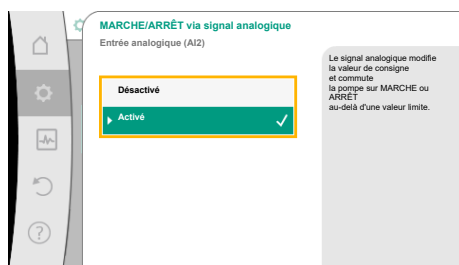 MARCHE/ARRÊT via signal analogique
Entrée analogique (AI2)
Désactivé
Activé
Le signal analogique modifie
la valeur de consigne
et commute
la pompe sur MARCHE ou
ARRÊT
au-delà d'une valeur limite.
?